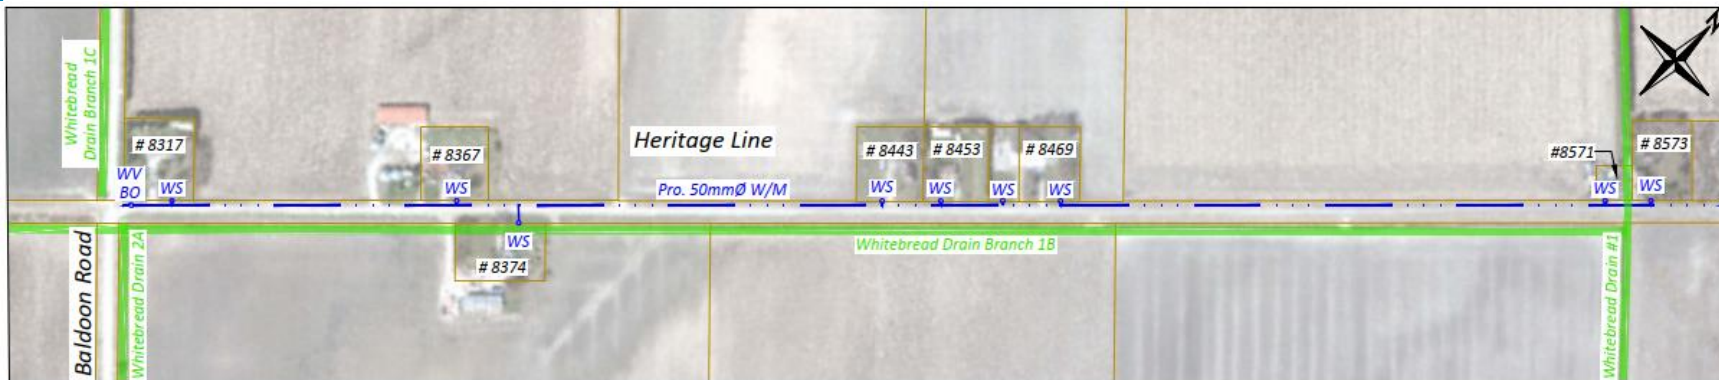 Whitebread
Drain Branch 1C
# 8317
# 8367
Heritage Line
# 8443
# 8453
# 8469
#8571
# 8573
WV
BO
WS
WS
Pro. 50mmØ W/M
WS
WS
WS
WS
WS
WS
WS
Whitebread Drain Branch 1B
# 8374
Baldoon Road
Whitebread Drain 2A
Whitebread Drain #1